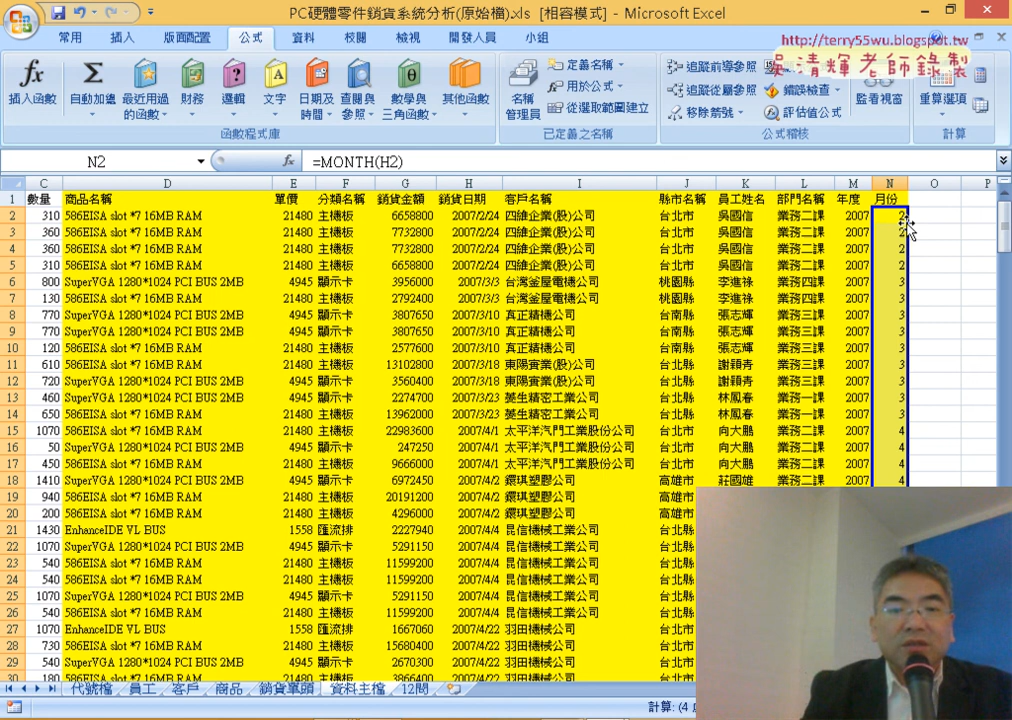 PC硬體零件銷貨系統分析(原始檔).xls [相容模式] - Microsoft Excel
常用 插入 版面配置 公式 資料 校閱 檢視 開發人員 小組
http://terry55wu.blogspot.tw
吳清輝老師錄製
插入函數 自動加總 最近用過的函數 財務 邏輯 文字 日期及時間 查閱與參照 數學與三角函數 其他函數
名稱管理員 定義名稱 用於公式 從選取範圍建立
追蹤前導參照 追蹤從屬參照 移除箭號 錯誤檢查 評估值公式 監看視窗 重算選項
函數程式庫 已定義之名稱 公式稽核 計算
N2 fx =MONTH(H2)
C D E F G H I J K L M N O P
1 數量 商品名稱 單價 分類名稱 銷貨金額 銷貨日期 客戶名稱 縣市名稱 員工姓名 部門名稱 年度 月份
2 310 586EISA slot *7 16MB RAM 21480 主機板 6658800 2007/2/24 四維企業(股)公司 台北市 吳國信 業務二課 2007 2
3 360 586EISA slot *7 16MB RAM 21480 主機板 7732800 2007/2/24 四維企業(股)公司 台北市 吳國信 業務二課 2007 2
4 360 586EISA slot *7 16MB RAM 21480 主機板 7732800 2007/2/24 四維企業(股)公司 台北市 吳國信 業務二課 2007 2
5 310 586EISA slot *7 16MB RAM 21480 主機板 6658800 2007/2/24 四維企業(股)公司 台北市 吳國信 業務二課 2007 2
6 800 SuperVGA 1280*1024 PCI BUS 2MB 4945 顯示卡 3956000 2007/3/3 台灣釜屋電機公司 桃園縣 李進祿 業務四課 2007 3
7 130 586EISA slot *7 16MB RAM 21480 主機板 2792400 2007/3/3 台灣釜屋電機公司 桃園縣 李進祿 業務四課 2007 3
8 770 SuperVGA 1280*1024 PCI BUS 2MB 4945 顯示卡 3807650 2007/3/10 真正精機公司 台南縣 張志輝 業務三課 2007 3
9 770 SuperVGA 1280*1024 PCI BUS 2MB 4945 顯示卡 3807650 2007/3/10 真正精機公司 台南縣 張志輝 業務三課 2007 3
10 120 586EISA slot *7 16MB RAM 21480 主機板 2577600 2007/3/10 真正精機公司 台南縣 張志輝 業務三課 2007 3
11 610 586EISA slot *7 16MB RAM 21480 主機板 13102800 2007/3/18 東陽實業(股)公司 台北市 謝穎青 業務三課 2007 3
12 720 SuperVGA 1280*1024 PCI BUS 2MB 4945 顯示卡 3560400 2007/3/18 東陽實業(股)公司 台北市 謝穎青 業務三課 2007 3
13 460 SuperVGA 1280*1024 PCI BUS 2MB 4945 顯示卡 2274700 2007/3/23 菱生精密工業公司 台北市 林鳳春 業務一課 2007 3
14 650 586EISA slot *7 16MB RAM 21480 主機板 13962000 2007/3/23 菱生精密工業公司 台北市 林鳳春 業務一課 2007 3
15 1070 586EISA slot *7 16MB RAM 21480 主機板 22983600 2007/4/1 太平洋汽門工業股份公司 台北市 向大鵬 業務二課 2007 4
16 50 SuperVGA 1280*1024 PCI BUS 2MB 4945 顯示卡 247250 2007/4/1 太平洋汽門工業股份公司 台北市 向大鵬 業務二課 2007 4
17 450 586EISA slot *7 16MB RAM 21480 主機板 9666000 2007/4/1 太平洋汽門工業股份公司 台北市 向大鵬 業務二課 2007 4
18 1410 SuperVGA 1280*1024 PCI BUS 2MB 4945 顯示卡 6972450 2007/4/2 鐶琪塑膠公司 高雄市 莊國雄 業務二課 2007 4
19 940 586EISA slot *7 16MB RAM 21480 主機板 20191200 2007/4/2 鐶琪塑膠公司 高雄市
20 200 586EISA slot *7 16MB RAM 21480 主機板 4296000 2007/4/2 鐶琪塑膠公司 高雄市
21 1430 EnhanceIDE VL BUS 1558 匯流排 2227940 2007/4/4 昆信機械工業公司 台北縣
22 1070 SuperVGA 1280*1024 PCI BUS 2MB 4945 顯示卡 5291150 2007/4/4 昆信機械工業公司 台北縣
23 540 586EISA slot *7 16MB RAM 21480 主機板 11599200 2007/4/4 昆信機械工業公司 台北縣
24 540 586EISA slot *7 16MB RAM 21480 主機板 11599200 2007/4/4 昆信機械工業公司 台北縣
25 1070 SuperVGA 1280*1024 PCI BUS 2MB 4945 顯示卡 5291150 2007/4/4 昆信機械工業公司 台北縣
26 540 586EISA slot *7 16MB RAM 21480 主機板 11599200 2007/4/4 昆信機械工業公司 台北縣
27 1070 EnhanceIDE VL BUS 1558 匯流排 1667060 2007/4/22 羽田機械公司 台北縣
28 730 586EISA slot *7 16MB RAM 21480 主機板 15680400 2007/4/22 羽田機械公司 台北縣
29 540 SuperVGA 1280*1024 PCI BUS 2MB 4945 顯示卡 2670300 2007/4/22 羽田機械公司 台北縣
30 180 586EISA slot *7 16MB RAM 21480 主機板 3866400 2007/4/22 羽田機械公司 台北縣
代號檔 員工 客戶 商品 銷貨單頭 資料主檔 12問
計算: (4